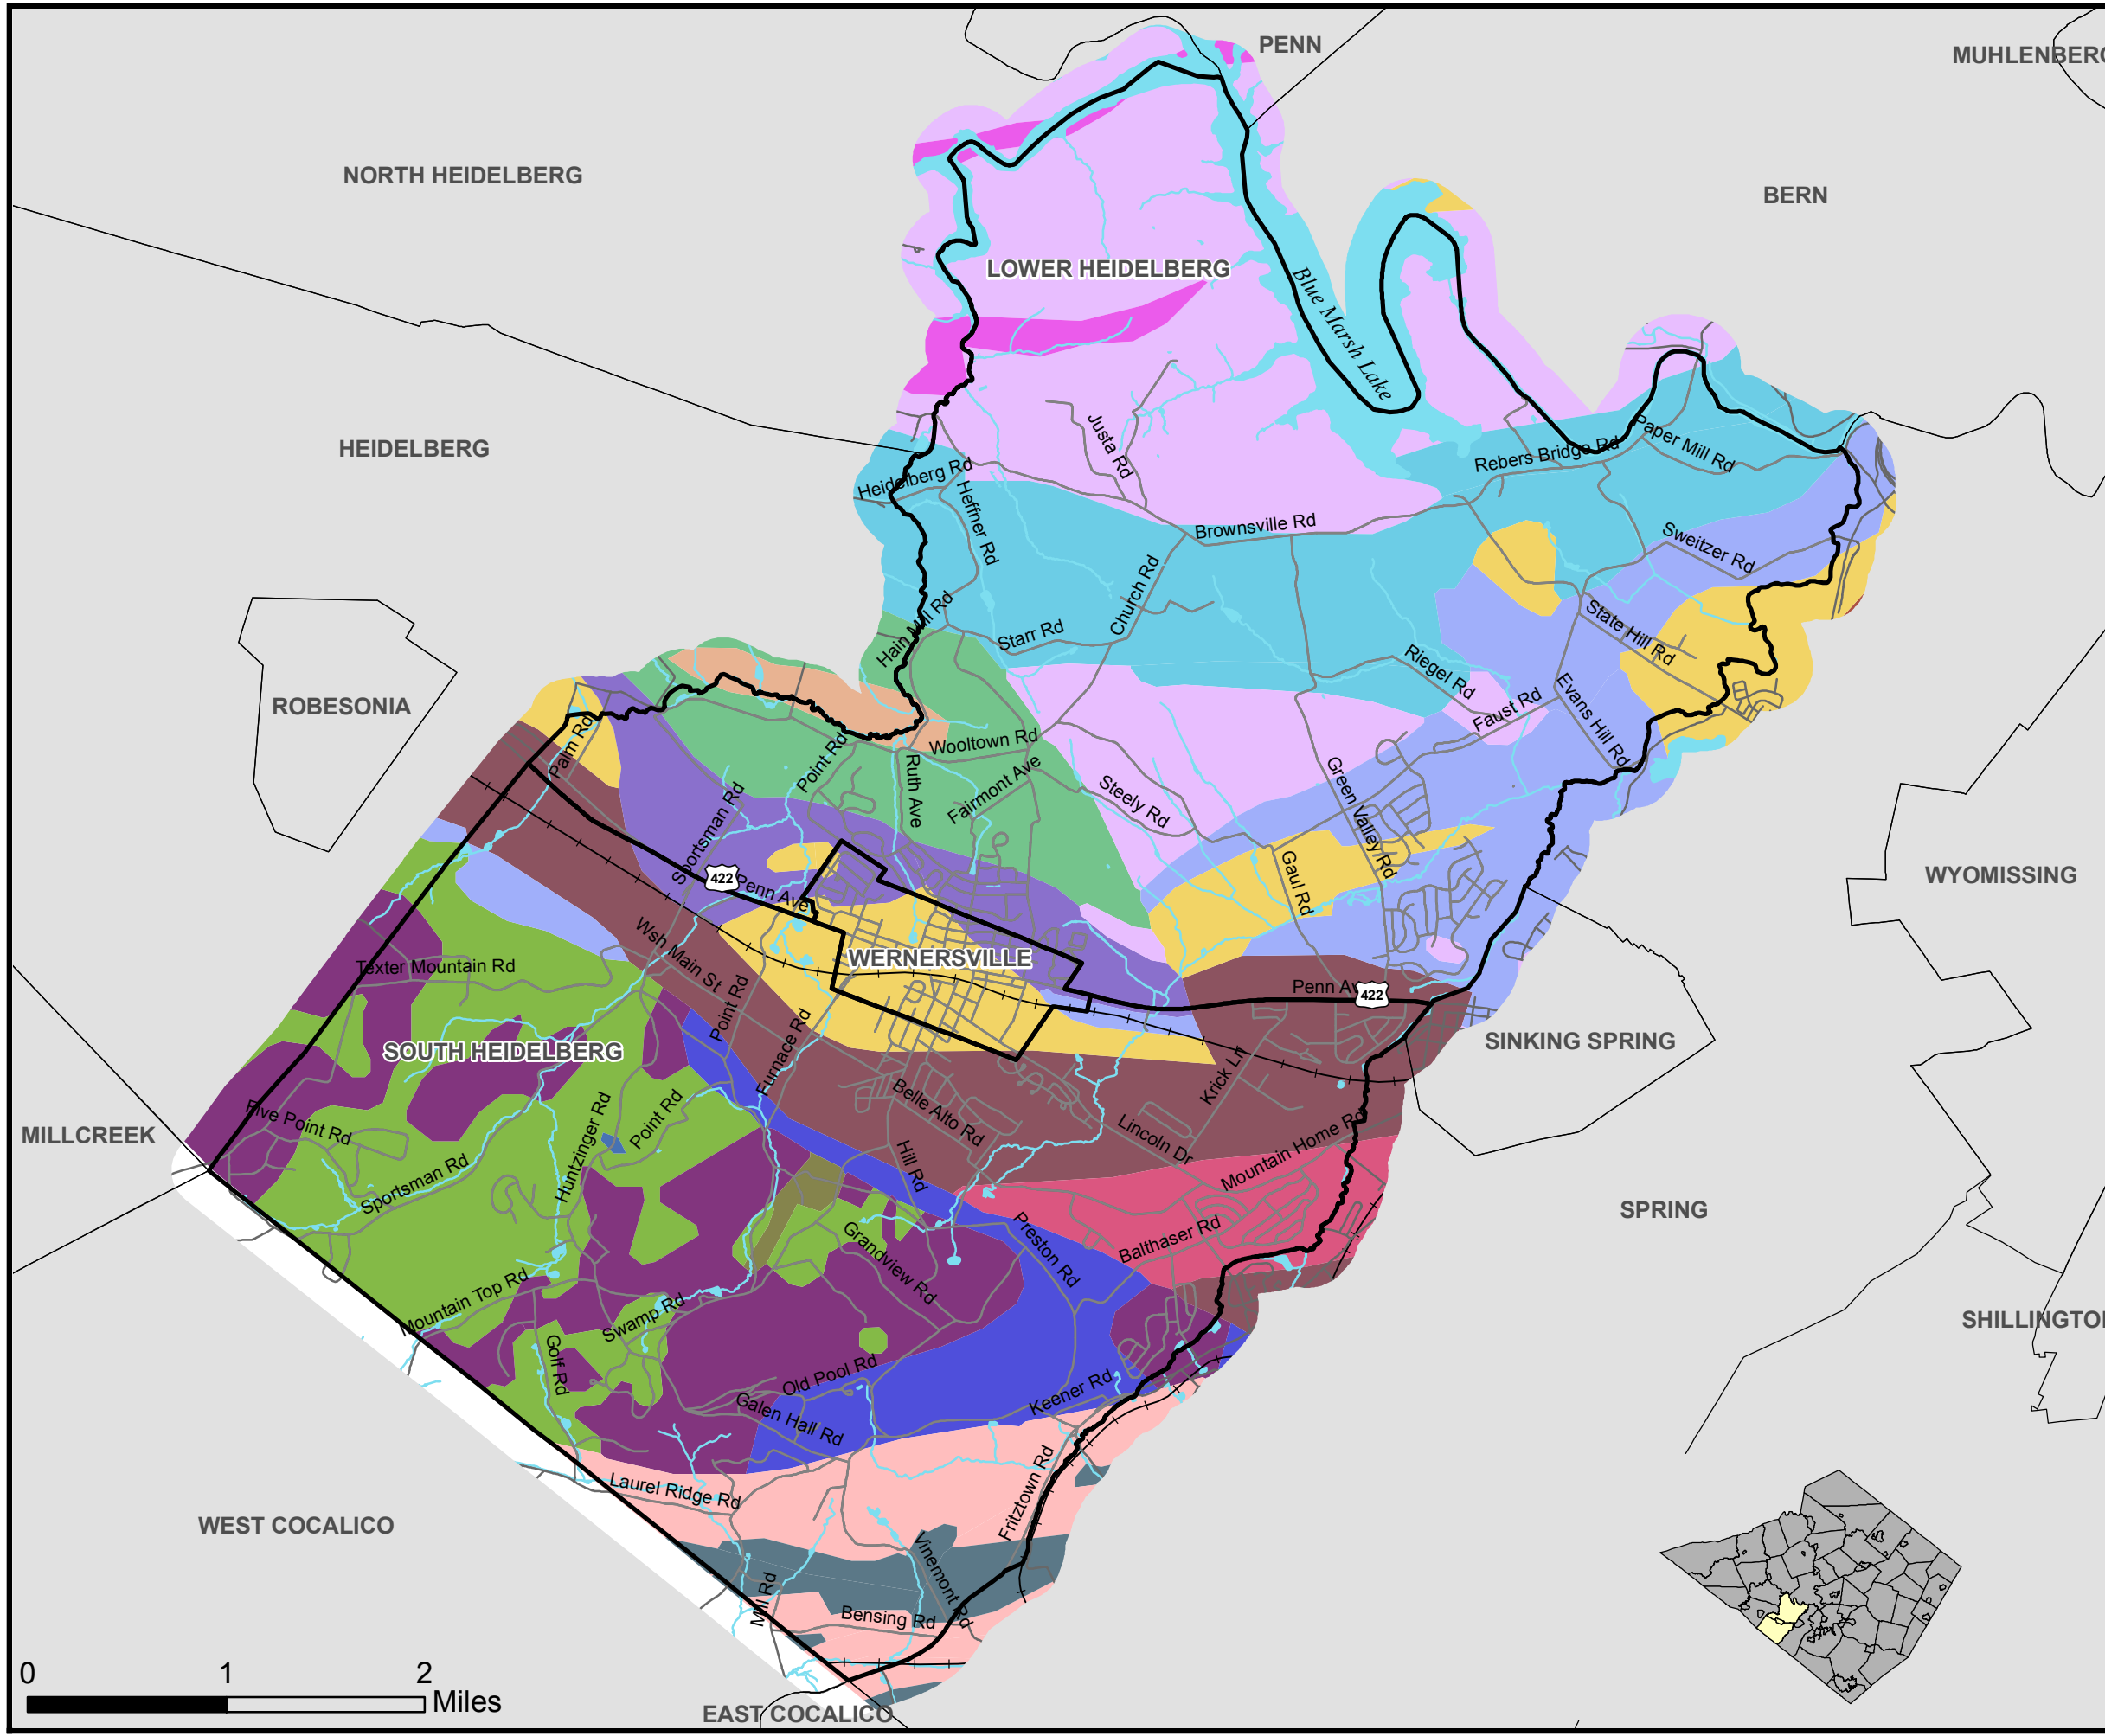 PENN
MUHLENBERG
NORTH HEIDELBERG
BERN
LOWER HEIDELBERG
Blue Marsh Lake
HEIDELBERG
Justa Rd
Rebers Bridge Rd
Paper Mill Rd
Heidelberg Rd
Heffner Rd
Brownsville Rd
Sweitzer Rd
Church Rd
Hain Mill Rd
Starr Rd
State Hill Rd
Riegel Rd
Evans Hill Rd
Faust Rd
ROBESONIA
Palm Rd
Point Rd
Wooltown Rd
Ruth Ave
Fairmont Ave
Steely Rd
Green Valley Rd
Sportsman Rd
422
Penn Ave
Gaul Rd
WYOMISSING
Wsh Main St
WERNERSVILLE
Texter Mountain Rd
Point Rd
Penn Av
422
SOUTH HEIDELBERG
Furnace Rd
SINKING SPRING
Krick Ln
Belle Alto Rd
Five Point Rd
Huntzinger Rd
Point Rd
Lincoln Dr
Mountain Home Rd
MILLCREEK
Sportsman Rd
Hill Rd
Grandview Rd
Preston Rd
Balthaser Rd
SPRING
Mountain Top Rd
Swamp Rd
Golf Rd
Old Pool Rd
Galen Hall Rd
Keener Rd
SHILLINGTO
Laurel Ridge Rd
Fritztown Rd
WEST COCALICO
Vinemont Rd
Mill Rd
Bensing Rd
0 1 2
Miles
EAST COCALICO